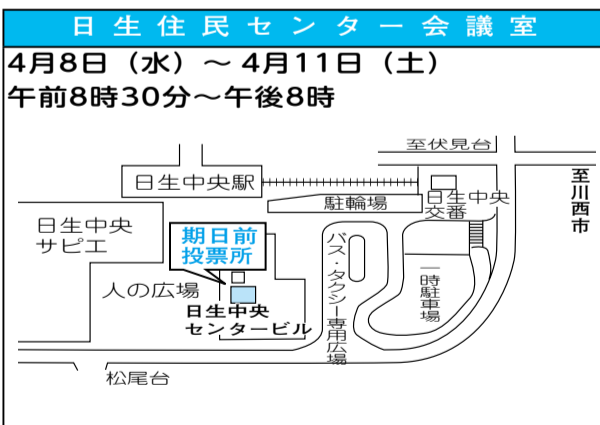 日生住民センター会議室
4月8日（水）～4月11日（土）
午前8時30分～午後8時
至伏見台
日生中央駅
至川西市
駐輪場
日生中央
交番
日生中央
サピエ
期日前
投票所
バス・タクシー専用広場
一時駐車場
人の広場
日生中央
センタービル
松尾台